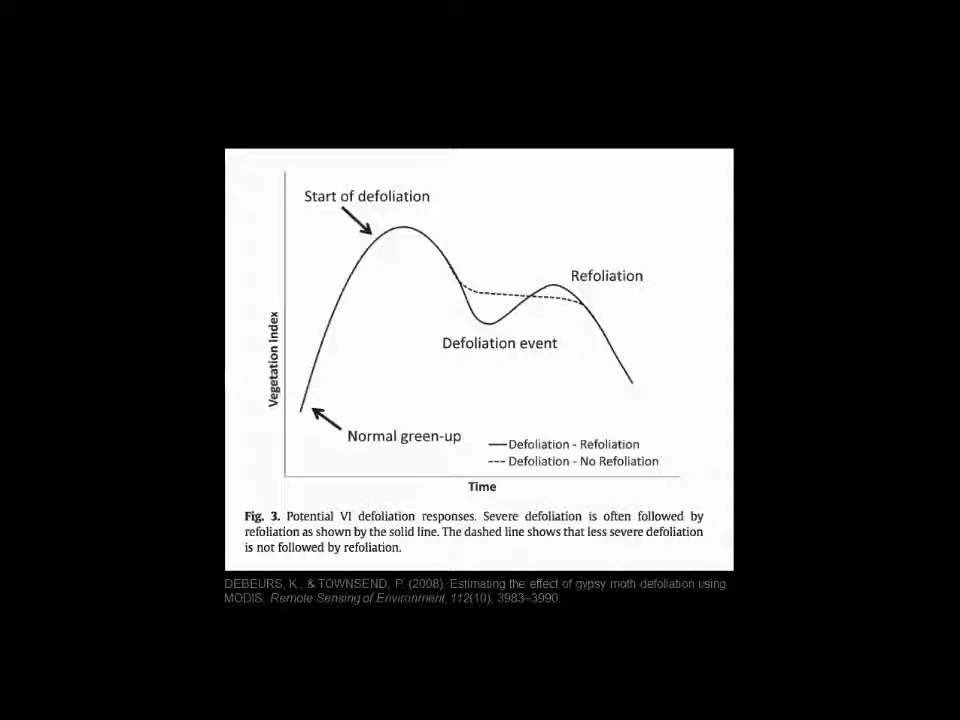 Start of defoliation
Refoliation
Defoliation event
Vegetation Index
Normal green-up
Defoliation - Refoliation
Defoliation - No Refoliation
Time
Fig. 3. Potential VI defoliation responses. Severe defoliation is often followed by
refoliation as shown by the solid line. The dashed line shows that less severe defoliation
is not followed by refoliation.
DEBEURS, K., & TOWNSEND, P. (2008). Estimating the effect of gypsy moth defoliation using
MODIS. Remote Sensing of Environment, 112(10), 3983–3990.